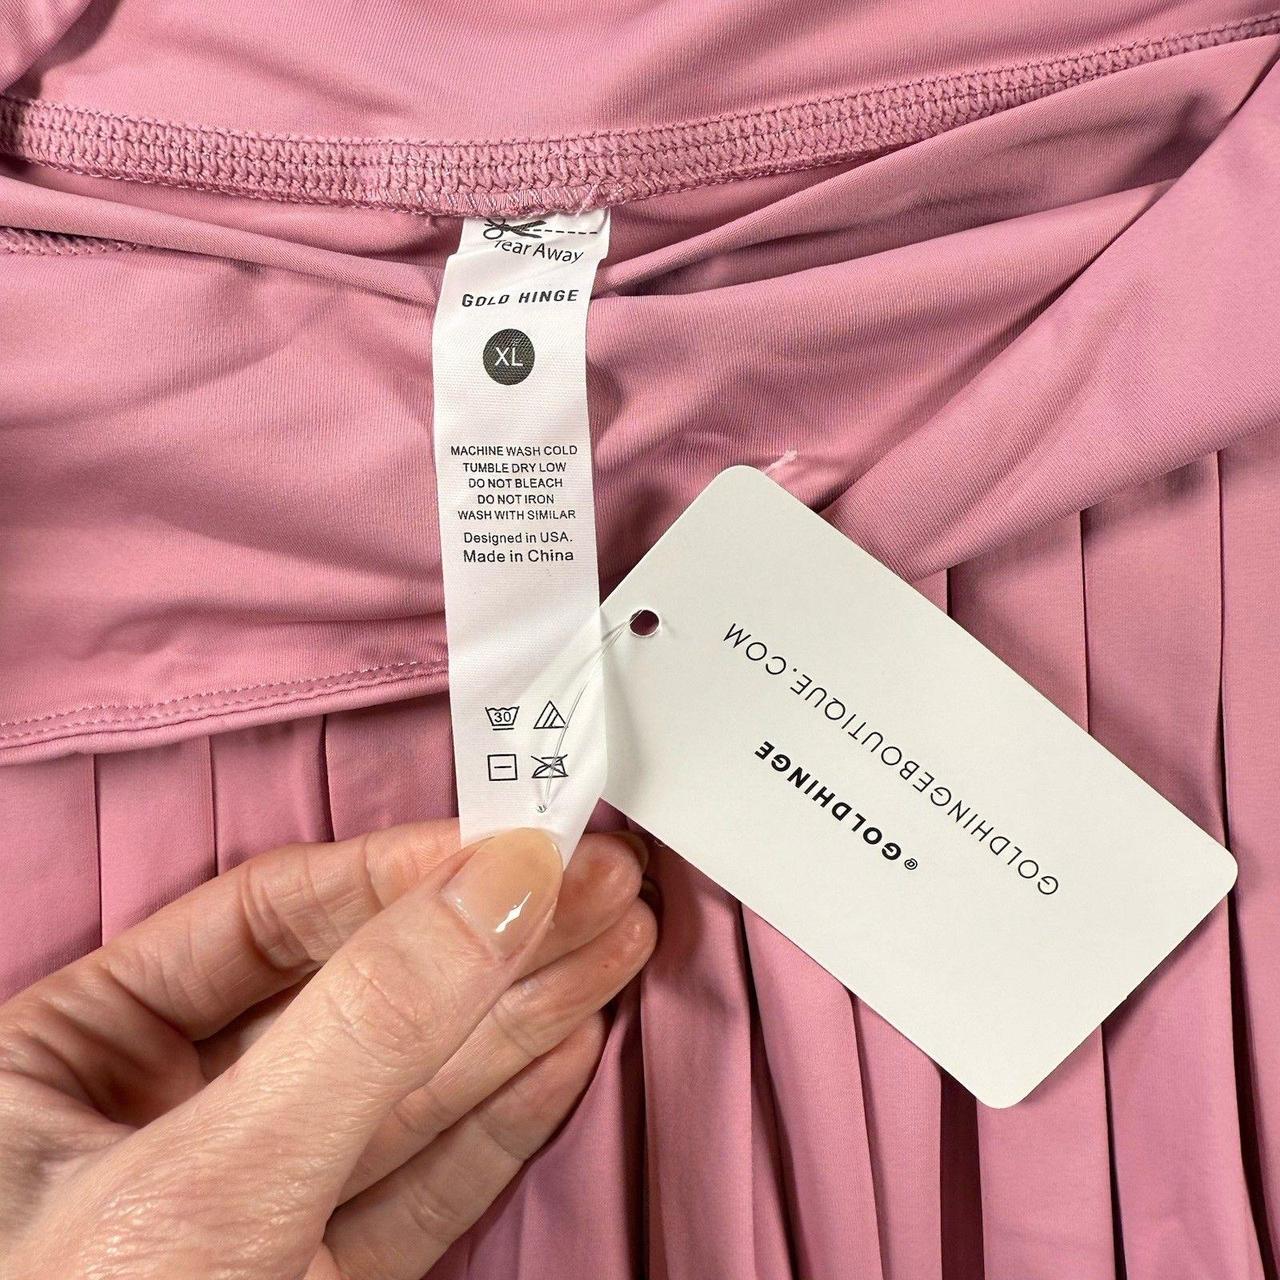 Tear Away
GOLD HINGE
XL
MACHINE WASH COLD
TUMBLE DRY LOW
DO NOT BLEACH
DO NOT IRON
WASH WITH SIMILAR
Designed in USA.
Made in China
30
@GOLDHINGE
GOLDHINGEBOUTIQUE.COM